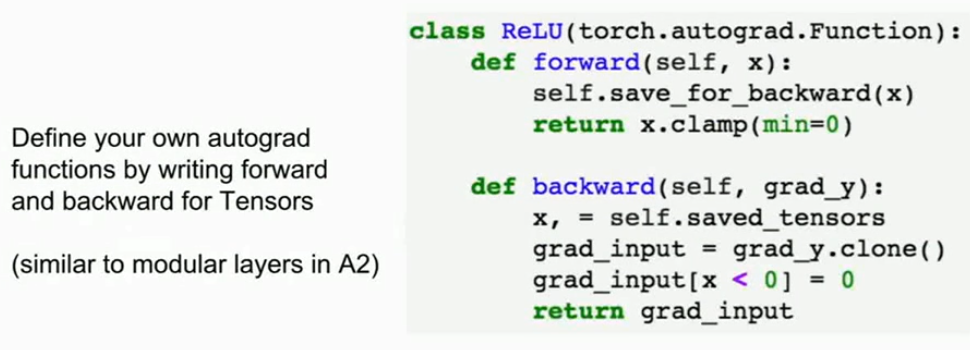 Define your own autograd
functions by writing forward
and backward for Tensors
(similar to modular layers in A2)
class ReLU(torch.autograd.Function):
    def forward(self, x):
        self.save_for_backward(x)
        return x.clamp(min=0)
    def backward(self, grad_y):
        x, = self.saved_tensors
        grad_input = grad_y.clone()
        grad_input[x < 0] = 0
        return grad_input